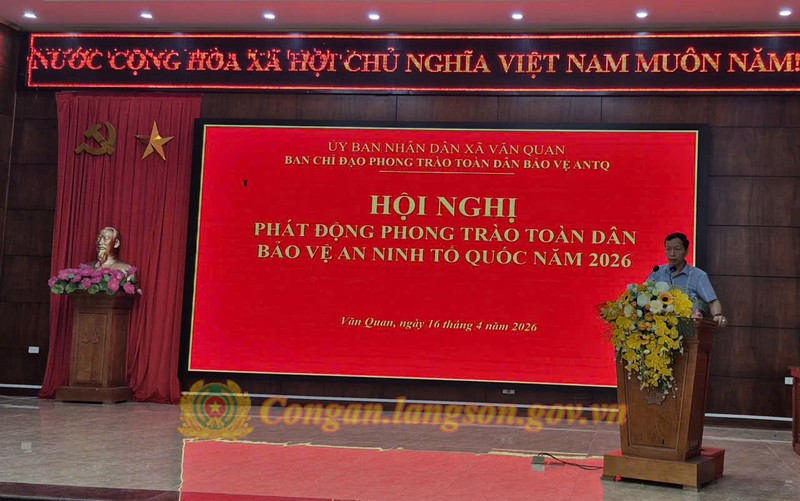 NƯỚC CỘNG HÒA XÃ HỘI CHỦ NGHĨA VIỆT NAM MUÔN NĂM!
ỦY BAN NHÂN DÂN XÃ VĂN QUAN
BAN CHỈ ĐẠO PHONG TRÀO TOÀN DÂN BẢO VỆ ANTQ
HỘI NGHỊ
PHÁT ĐỘNG PHONG TRÀO TOÀN DÂN
BẢO VỆ AN NINH TỔ QUỐC NĂM 2026
Văn Quan, ngày 16 tháng 4 năm 2026
Congan.langson.gov.vn